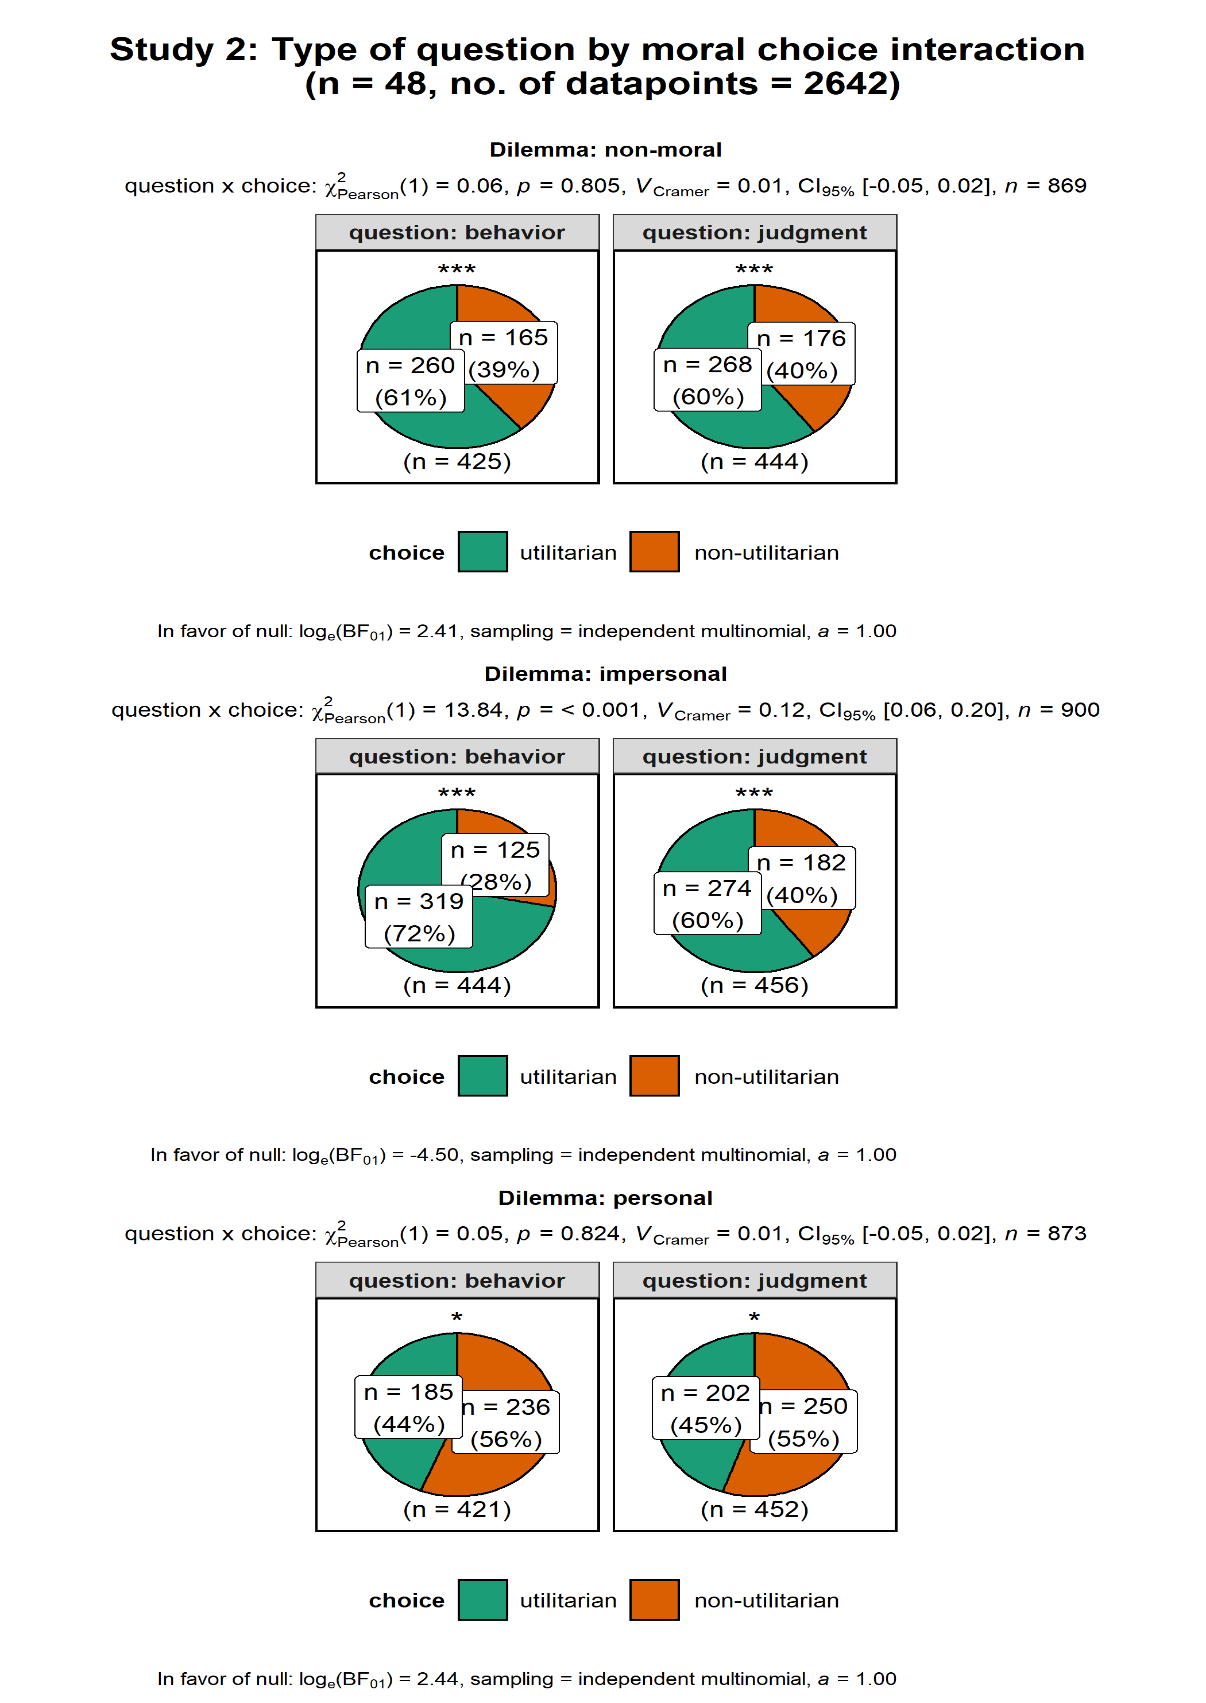 Study 2: Type of question by moral choice interaction
(n = 48, no. of datapoints = 2642)
Dilemma: non-moral
question x choice: χ²Pearson(1) = 0.06, p = 0.805, VCramer = 0.01, CI95% [-0.05, 0.02], n = 869
question: behavior question: judgment
*** ***
n = 165 n = 176
n = 260 (39%) n = 268 (40%)
(61%) (60%)
(n = 425) (n = 444)
choice utilitarian non-utilitarian
In favor of null: loge(BF01) = 2.41, sampling = independent multinomial, a = 1.00
Dilemma: impersonal
question x choice: χ²Pearson(1) = 13.84, p = < 0.001, VCramer = 0.12, CI95% [0.06, 0.20], n = 900
question: behavior question: judgment
*** ***
n = 125 n = 182
(28%) n = 274 (40%)
n = 319 (60%)
(72%)
(n = 444) (n = 456)
choice utilitarian non-utilitarian
In favor of null: loge(BF01) = -4.50, sampling = independent multinomial, a = 1.00
Dilemma: personal
question x choice: χ²Pearson(1) = 0.05, p = 0.824, VCramer = 0.01, CI95% [-0.05, 0.02], n = 873
question: behavior question: judgment
* *
n = 185 n = 236 n = 202 n = 250
(44%) (56%) (45%) (55%)
(n = 421) (n = 452)
choice utilitarian non-utilitarian
In favor of null: loge(BF01) = 2.44, sampling = independent multinomial, a = 1.00